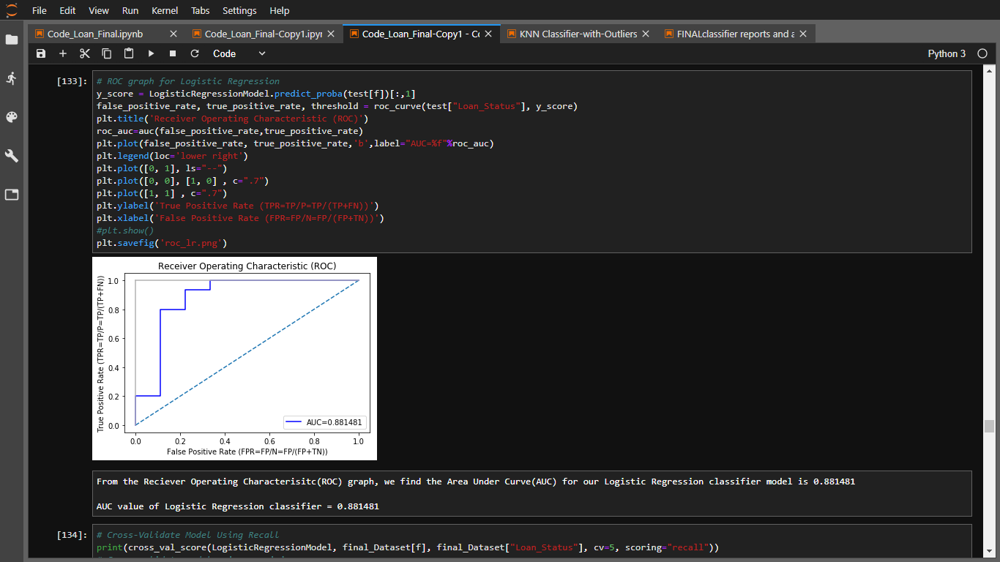 File Edit View Run Kernel Tabs Settings Help
Code_Loan_Final.ipynb
Code_Loan_Final-Copy1.ipyı
Code_Loan_Final-Copy1 - Cc
KNN Classifier-with-Outliers
FINALclassifier reports and a
Code
Python 3
[133]:
# ROC graph for Logistic Regression
y_score = LogisticRegressionModel.predict_proba(test[f])[:,1]
false_positive_rate, true_positive_rate, threshold = roc_curve(test["Loan_Status"], y_score)
plt.title('Receiver Operating Characteristic (ROC)')
roc_auc=auc(false_positive_rate,true_positive_rate)
plt.plot(false_positive_rate, true_positive_rate,'b',label="AUC=%f"%roc_auc)
plt.legend(loc='lower right')
plt.plot([0, 1], ls="--")
plt.plot([0, 0], [1, 0] , c=".7")
plt.plot([1, 1] , c=".7")
plt.ylabel('True Positive Rate (TPR=TP/P=TP/(TP+FN))')
plt.xlabel('False Positive Rate (FPR=FP/N=FP/(FP+TN))')
#plt.show()
plt.savefig('roc_lr.png')
Receiver Operating Characteristic (ROC)
True Positive Rate (TPR=TP/P=TP/(TP+FN))
1.0
0.8
0.6
0.4
0.2
0.0
AUC=0.881481
0.0 0.2 0.4 0.6 0.8 1.0
False Positive Rate (FPR=FP/N=FP/(FP+TN))
From the Reciever Operating Characterisitc(ROC) graph, we find the Area Under Curve(AUC) for our Logistic Regression classifier model is 0.881481
AUC value of Logistic Regression classifier = 0.881481
[134]:
# Cross-Validate Model Using Recall
print(cross_val_score(LogisticRegressionModel, final_Dataset[f], final_Dataset["Loan_Status"], cv=5, scoring="recall"))